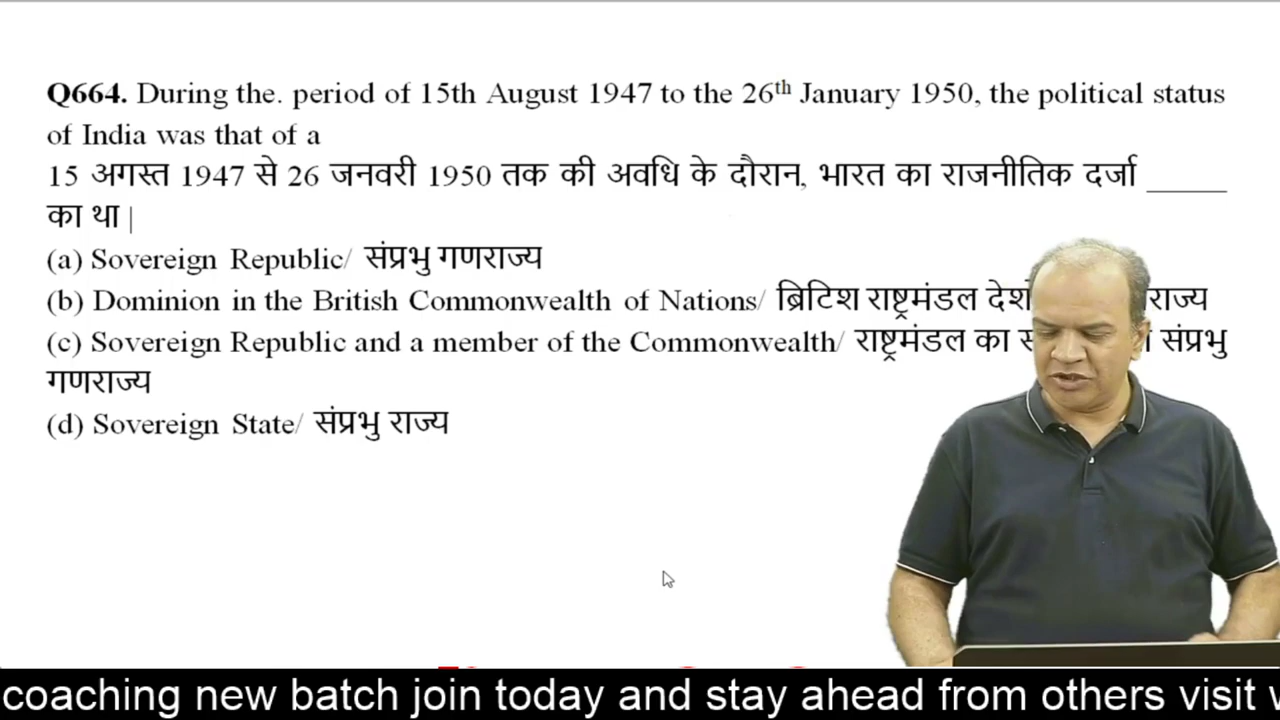 Q664. During the. period of 15th August 1947 to the 26th January 1950, the political status
of India was that of a
15 अगस्त 1947 से 26 जनवरी 1950 तक की अवधि के दौरान, भारत का राजनीतिक दर्जा ______
का था |
(a) Sovereign Republic/ संप्रभु गणराज्य
(b) Dominion in the British Commonwealth of Nations/ ब्रिटिश राष्ट्रमंडल राज्य
(c) Sovereign Republic and a member of the Commonwealth/ राष्ट्रमंडल का संप्रभु
गणराज्य
(d) Sovereign State/ संप्रभु राज्य
coaching new batch join today and stay ahead from others visit